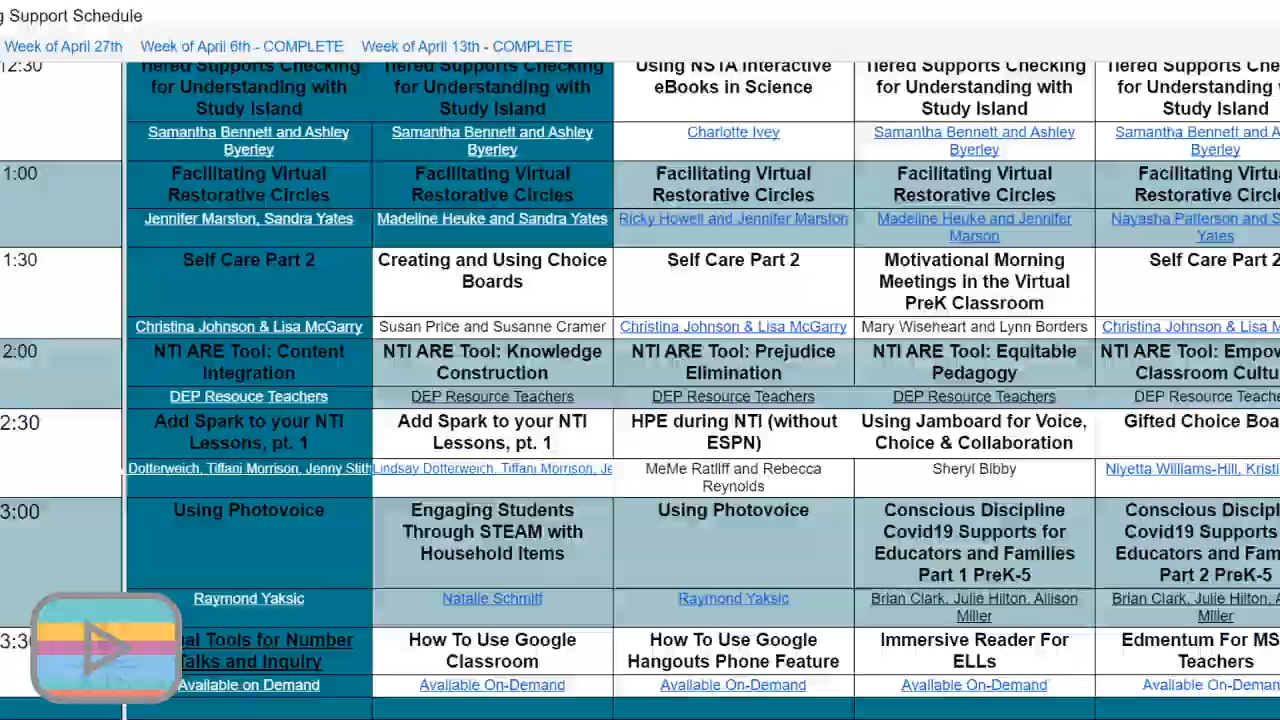 g Support Schedule
Week of April 27th Week of April 6th - COMPLETE Week of April 13th - COMPLETE
12:30 Tiered Supports Checking Tiered Supports Checking Using NSTA Interactive Tiered Supports Checking Tiered Supports Che
for Understanding with for Understanding with eBooks in Science for Understanding with for Understanding
Study Island Study Island Study Island Study Island
Samantha Bennett and Ashley Samantha Bennett and Ashley Charlotte Ivey Samantha Bennett and Ashley Samantha Bennett and A
Byerley Byerley Byerley Byerley
1:00 Facilitating Virtual Facilitating Virtual Facilitating Virtual Facilitating Virtual Facilitating Virtu
Restorative Circles Restorative Circles Restorative Circles Restorative Circles Restorative Circle
Jennifer Marston, Sandra Yates Madeline Heuke and Sandra Yates Ricky Howell and Jennifer Marston Madeline Heuke and Jennifer Nayasha Patterson and S
Marson Yates
1:30 Self Care Part 2 Creating and Using Choice Self Care Part 2 Motivational Morning Self Care Part 2
Boards Meetings in the Virtual
PreK Classroom
Christina Johnson & Lisa McGarry Susan Price and Susanne Cramer Christina Johnson & Lisa McGarry Mary Wiseheart and Lynn Borders Christina Johnson & Lisa M
2:00 NTI ARE Tool: Content NTI ARE Tool: Knowledge NTI ARE Tool: Prejudice NTI ARE Tool: Equitable NTI ARE Tool: Empow
Integration Construction Elimination Pedagogy Classroom Cultu
DEP Resouce Teachers DEP Resource Teachers DEP Resource Teachers DEP Resource Teachers DEP Resource Teache
2:30 Add Spark to your NTI Add Spark to your NTI HPE during NTI (without Using Jamboard for Voice, Gifted Choice Boa
Lessons, pt. 1 Lessons, pt. 1 ESPN) Choice & Collaboration
Dotterweich, Tiffani Morrison, Jenny Stith Lindsay Dotterweich, Tiffani Morrison, Je MeMe Ratliff and Rebecca Sheryl Bibby Niyetta Williams-Hill, Kristi
Reynolds
3:00 Using Photovoice Engaging Students Using Photovoice Conscious Discipline Conscious Discipl
Through STEAM with Covid19 Supports for Covid19 Supports
Household Items Educators and Families Educators and Fam
Part 1 PreK-5 Part 2 PreK-5
Raymond Yaksic Natalie Schmitt Raymond Yaksic Brian Clark, Julie Hilton, Allison Brian Clark, Julie Hilton, A
Miller Miller
3:30 al Tools for Number How To Use Google How To Use Google Immersive Reader For Edmentum For MS
Talks and Inquiry Classroom Hangouts Phone Feature ELLs Teachers
Available on Demand Available On-Demand Available On-Demand Available On-Demand Available On-Deman